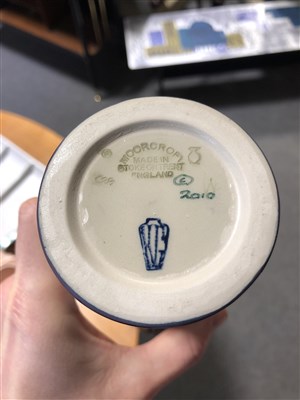 MOORCROFT
MADE IN
STOKE-ON-TRENT
ENGLAND
© 2010